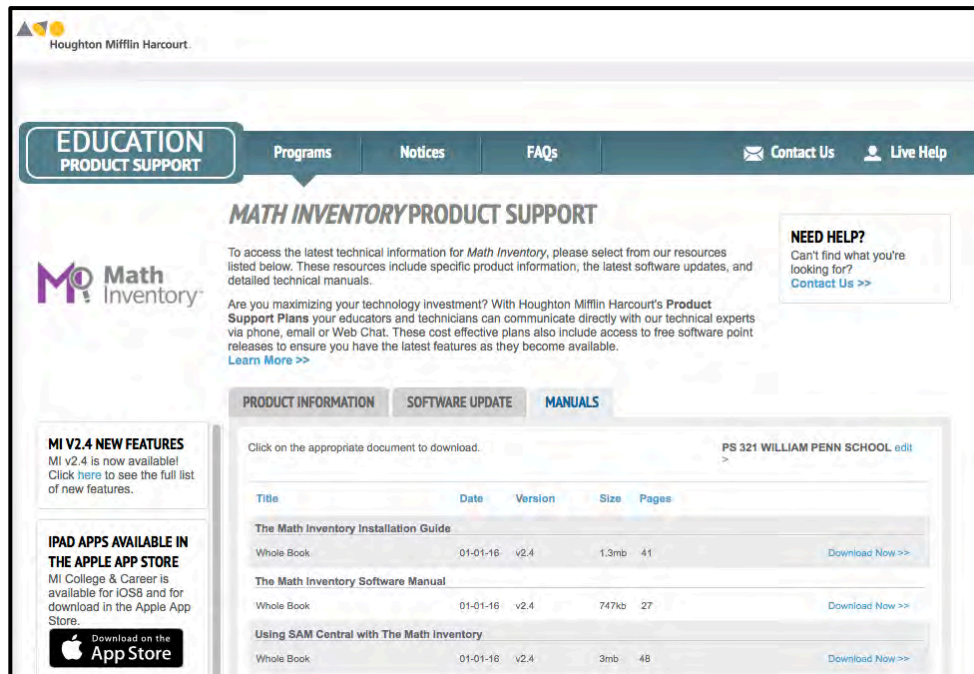 Houghton Mifflin Harcourt
EDUCATION
PRODUCT SUPPORT
Programs
Notices
FAQs
Contact Us
Live Help
MATH INVENTORY PRODUCT SUPPORT
To access the latest technical information for Math Inventory, please select from our resources
listed below. These resources include specific product information, the latest software updates, and
detailed technical manuals.
Are you maximizing your technology investment? With Houghton Mifflin Harcourt's Product
Support Plans your educators and technicians can communicate directly with our technical experts
via phone, email or Web Chat. These cost effective plans also include access to free software point
releases to ensure you have the latest features as they become available.
Learn More >>
NEED HELP?
Can't find what you're
looking for?
Contact Us >>
MI Math
Inventory
PRODUCT INFORMATION
SOFTWARE UPDATE
MANUALS
MI V2.4 NEW FEATURES
MI v2.4 is now available!
Click here to see the full list
of new features.
IPAD APPS AVAILABLE IN
THE APPLE APP STORE
MI College & Career is
available for iOS8 and for
download in the Apple App
Store.
Download on the
App Store
Click on the appropriate document to download.
PS 321 WILLIAM PENN SCHOOL edit
>
Title Date Version Size Pages
The Math Inventory Installation Guide
Whole Book 01-01-16 v2.4 1.3mb 41 Download Now >>
The Math Inventory Software Manual
Whole Book 01-01-16 v2.4 747kb 27 Download Now >>
Using SAM Central with The Math Inventory
Whole Book 01-01-16 v2.4 3mb 48 Download Now >>